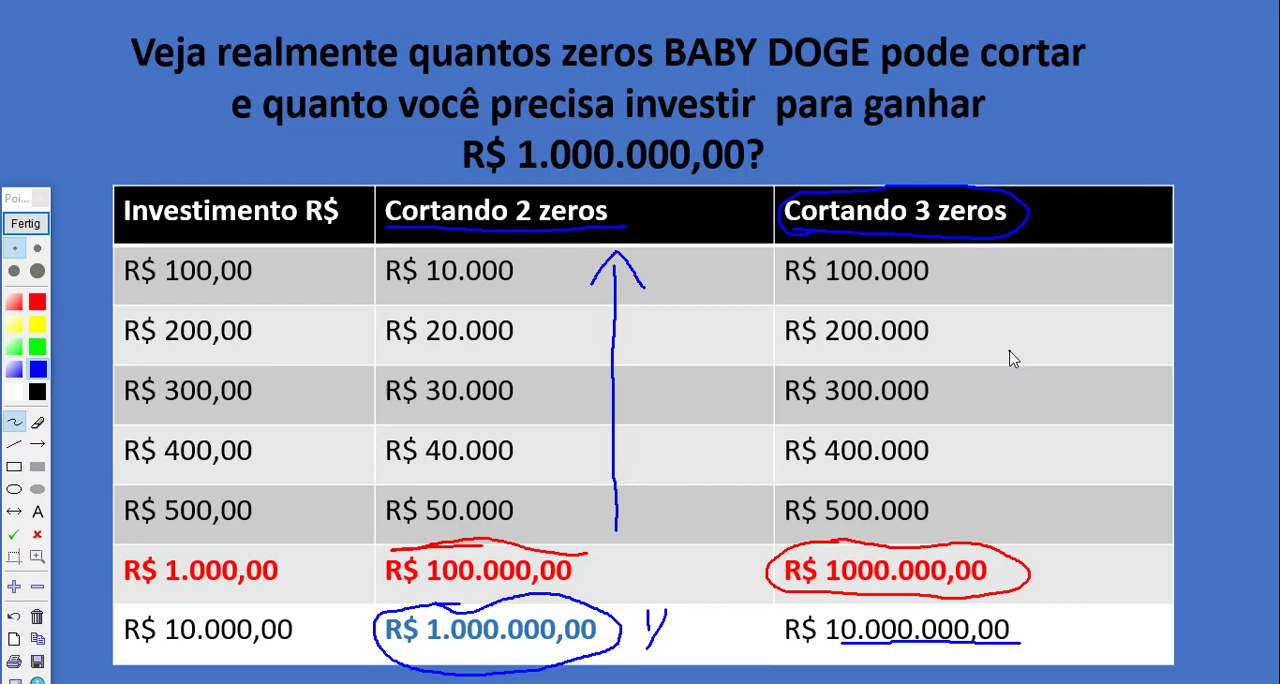 Veja realmente quantos zeros BABY DOGE pode cortar
e quanto você precisa investir para ganhar
R$ 1.000.000,00?
Poi...
Fertig
Investimento R$ Cortando 2 zeros Cortando 3 zeros
R$ 100,00 R$ 10.000 R$ 100.000
R$ 200,00 R$ 20.000 R$ 200.000
R$ 300,00 R$ 30.000 R$ 300.000
R$ 400,00 R$ 40.000 R$ 400.000
R$ 500,00 R$ 50.000 R$ 500.000
A
R$ 1.000,00 R$ 100.000,00 R$ 1000.000,00
R$ 10.000,00 R$ 1.000.000,00 R$ 10.000.000,00